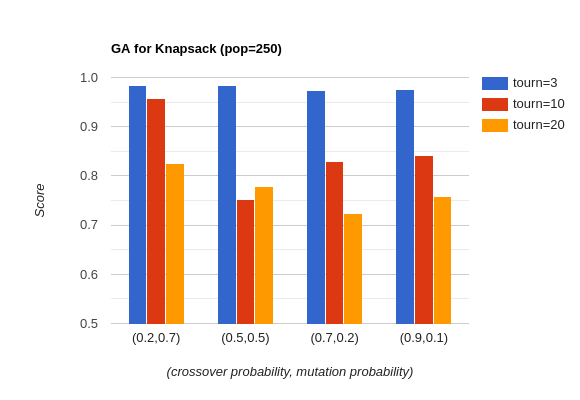 GA for Knapsack (pop=250)
1.0
0.9
0.8
0.7
0.6
0.5
Score
(0.2,0.7)
(0.5,0.5)
(0.7,0.2)
(0.9,0.1)
(crossover probability, mutation probability)
tourn=3
tourn=10
tourn=20